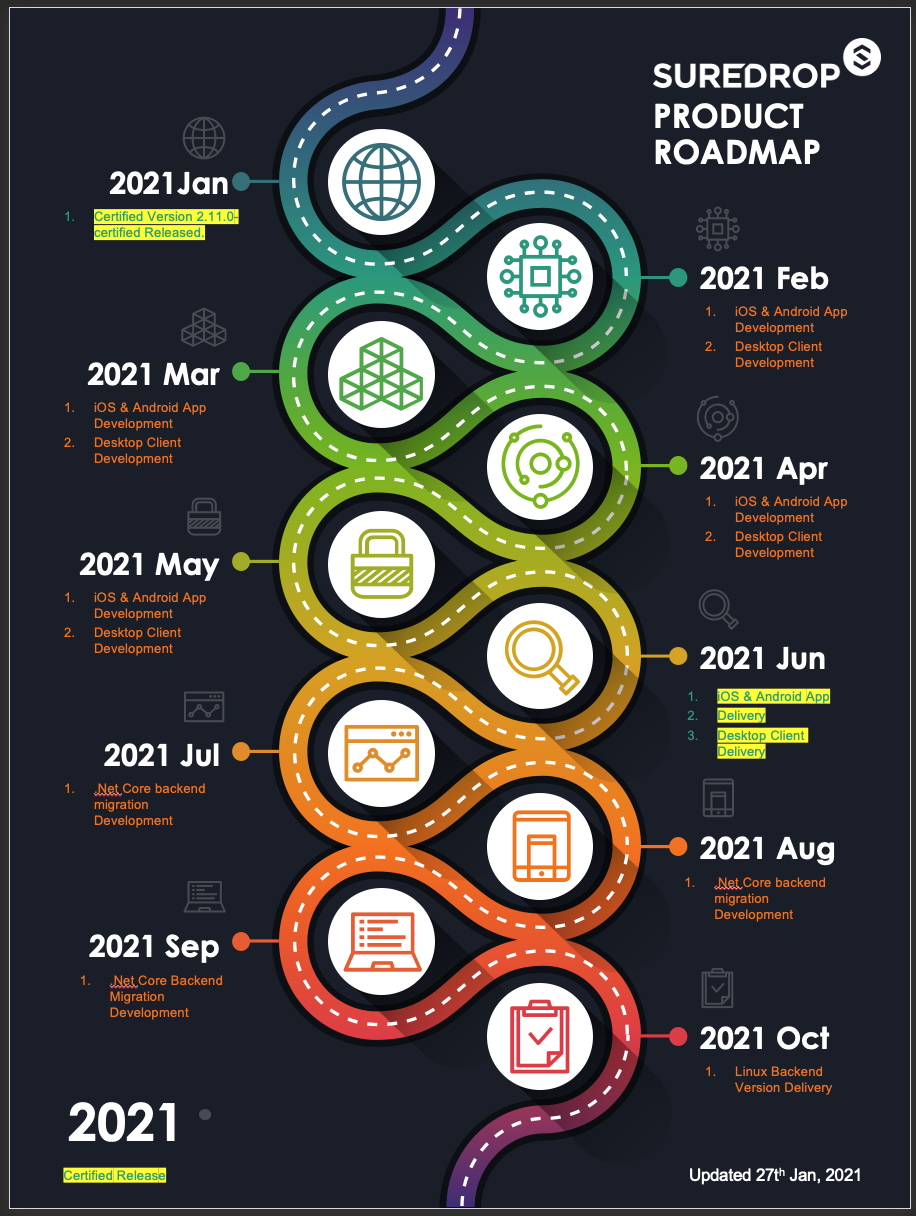 SUREDROP
PRODUCT
ROADMAP
2021Jan
1. Certified Version 2.11.0-
certified Released.
2021 Feb
1. iOS & Android App
Development
2. Desktop Client
Development
2021 Mar
1. iOS & Android App
Development
2. Desktop Client
Development
2021 Apr
1. iOS & Android App
Development
2. Desktop Client
Development
2021 May
1. iOS & Android App
Development
2. Desktop Client
Development
2021 Jun
1. iOS & Android App
2. Delivery
3. Desktop Client
Delivery
2021 Jul
1. .Net Core backend
migration
Development
2021 Aug
1. .Net Core backend
migration
Development
2021 Sep
1. .Net Core Backend
Migration
Development
2021 Oct
1. Linux Backend
Version Delivery
2021
Certified Release
Updated 27th Jan, 2021